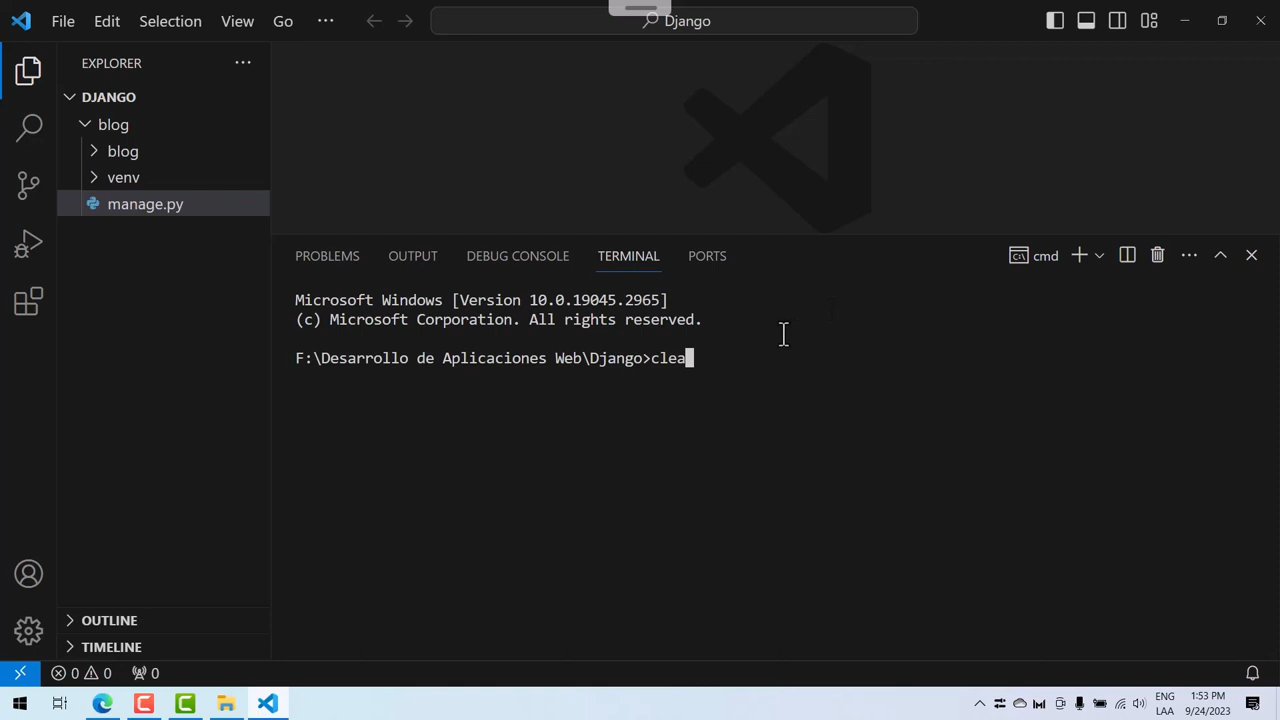 File Edit Selection View Go ··· Django
EXPLORER ···
DJANGO
blog
blog
venv
manage.py
PROBLEMS OUTPUT DEBUG CONSOLE TERMINAL PORTS cmd
Microsoft Windows [Version 10.0.19045.2965]
(c) Microsoft Corporation. All rights reserved.
F:\Desarrollo de Aplicaciones Web\Django>clea
OUTLINE
TIMELINE
0 0 0
ENG
LAA
1:53 PM
9/24/2023